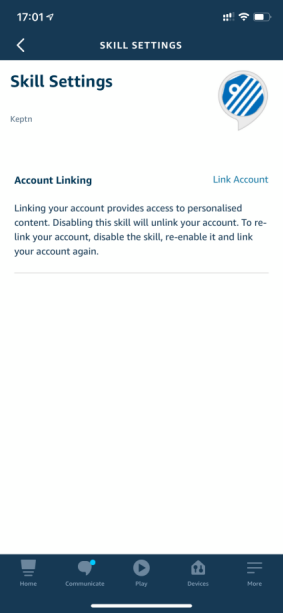 17:01
SKILL SETTINGS
Skill Settings
Keptn
Account Linking
Link Account
Linking your account provides access to personalised
content. Disabling this skill will unlink your account. To re-
link your account, disable the skill, re-enable it and link
your account again.
Home
Communicate
Play
Devices
More